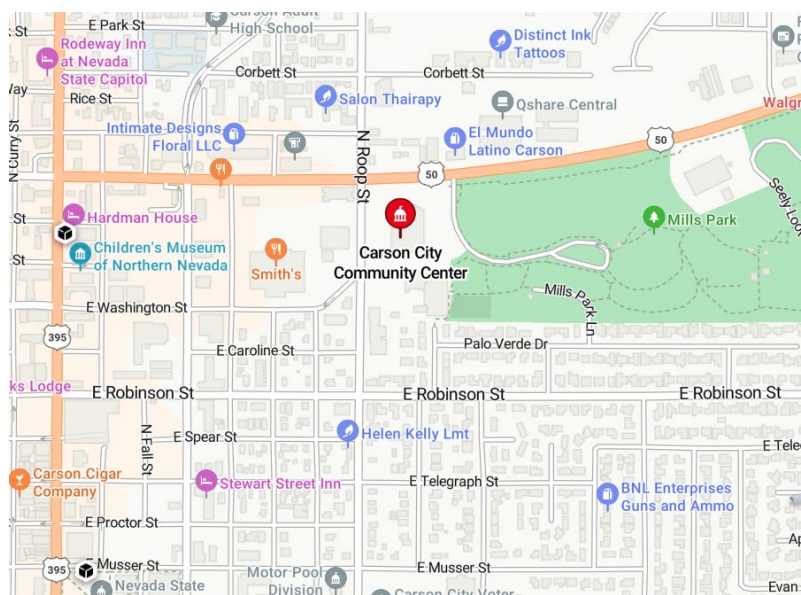 E Park St
Carson Adult
High School
Distinct Ink
Tattoos
Rodeway Inn
at Nevada
State Capitol
Corbett St
Corbett St
Way
Rice St
Salon Thairapy
Qshare Central
Walgr
Intimate Designs
Floral LLC
El Mundo
Latino Carson
50
N Curry St
N Roop St
50
Seely Loo
Hardman House
Mills Park
Children's Museum
of Northern Nevada
Carson City
Community Center
Smith's
E Washington St
Mills Park Ln
395
E Caroline St
Palo Verde Dr
ks Lodge
E Robinson St
E Robinson St
E Robinson St
N Fall St
E Spear St
Helen Kelly Lmt
E Tele
Carson Cigar
Company
Stewart Street Inn
E Telegraph St
BNL Enterprises
Guns and Ammo
E Proctor St
Ap
395
E Musser St
E Musser St
Nevada State
Motor Pool
Division
Carson City Voter
Evan